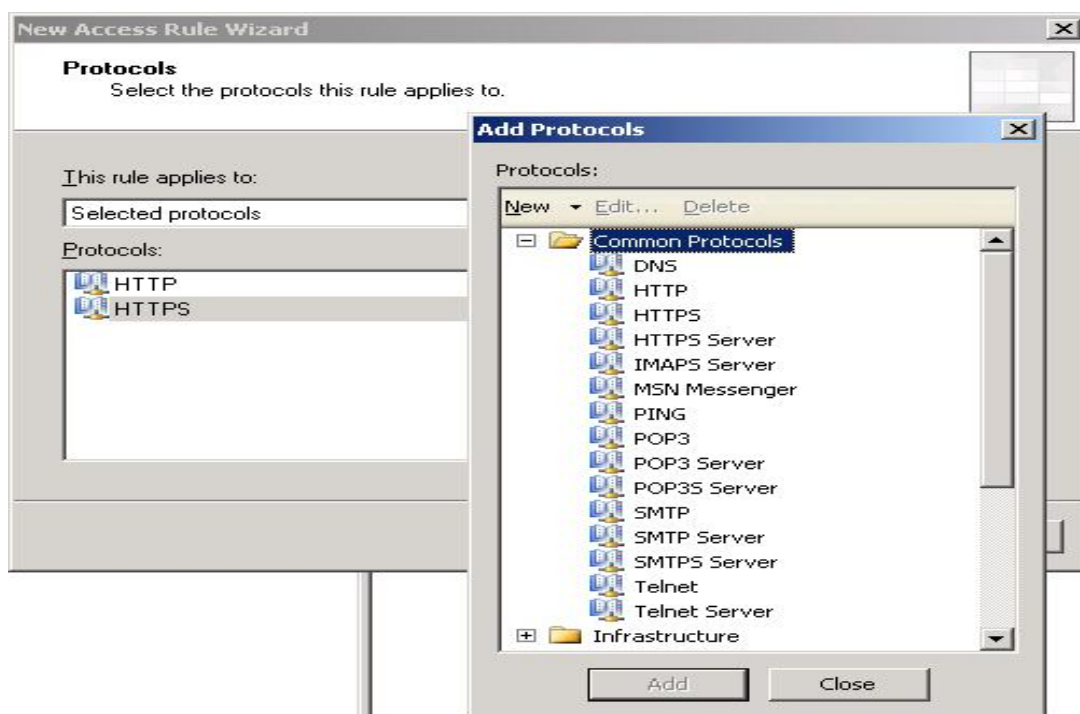 New Access Rule Wizard
Protocols
Select the protocols this rule applies to.
This rule applies to:
Selected protocols
Protocols:
HTTP
HTTPS
Add Protocols
Protocols:
New Edit... Delete
Common Protocols
DNS
HTTP
HTTPS
HTTPS Server
IMAPS Server
MSN Messenger
PING
POP3
POP3 Server
POP3S Server
SMTP
SMTP Server
SMTPS Server
Telnet
Telnet Server
Infrastructure
Add Close